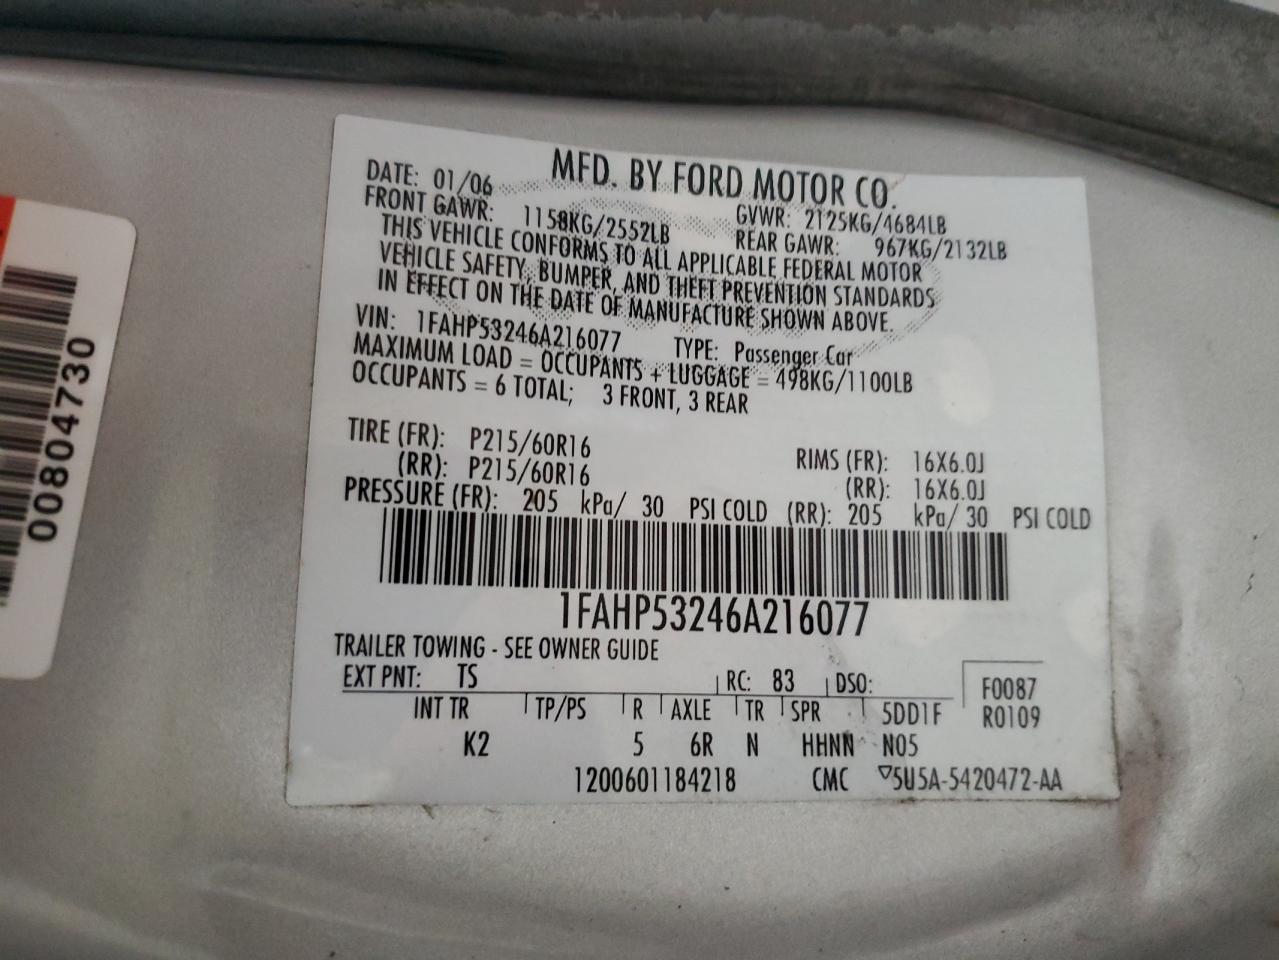 MFD. BY FORD MOTOR CO.
DATE: 01/06
FRONT GAWR: 1158KG/2552LB
GVWR: 2125KG/4684LB
REAR GAWR: 967KG/2132LB
THIS VEHICLE CONFORMS TO ALL APPLICABLE FEDERAL MOTOR
VEHICLE SAFETY, BUMPER, AND THEFT PREVENTION STANDARDS
IN EFFECT ON THE DATE OF MANUFACTURE SHOWN ABOVE.
VIN: 1FAHP53246A216077 TYPE: Passenger Car
MAXIMUM LOAD = OCCUPANTS + LUGGAGE = 498KG/1100LB
OCCUPANTS = 6 TOTAL; 3 FRONT, 3 REAR
TIRE (FR): P215/60R16 RIMS (FR): 16X6.0J
(RR): P215/60R16 (RR): 16X6.0J
PRESSURE (FR): 205 kPa/ 30 PSI COLD (RR): 205 kPa/ 30 PSI COLD
1FAHP53246A216077
TRAILER TOWING - SEE OWNER GUIDE
EXT PNT: TS RC: 83 DSO: F0087
INT TR TP/PS R AXLE TR SPR 5DD1F R0109
K2 5 6R N HHNN N05
1200601184218 CMC ▽5U5A-5420472-AA
00804730